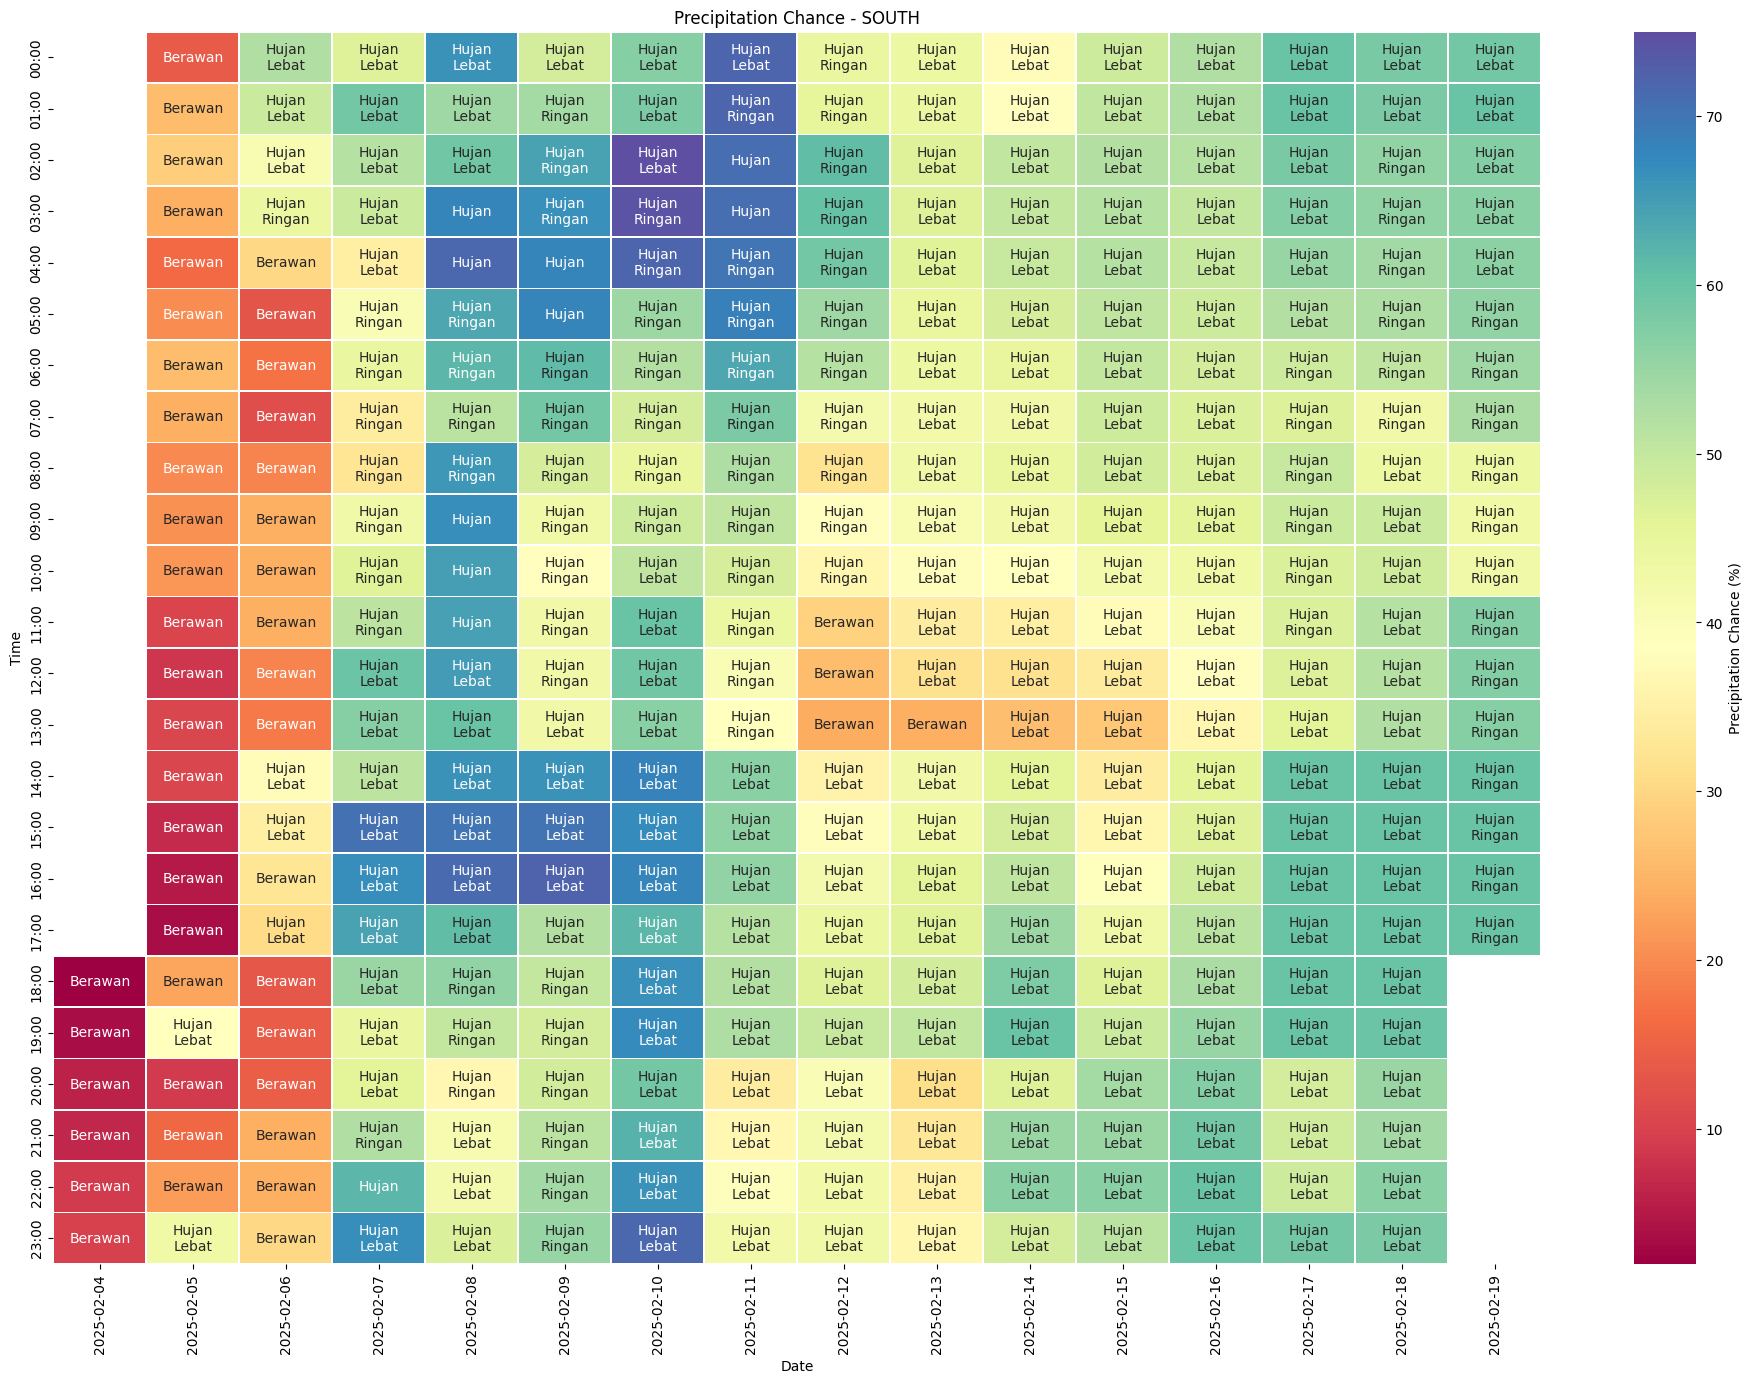 Precipitation Chance - SOUTH
00:00 Berawan Hujan Lebat Hujan Lebat Hujan Lebat Hujan Lebat Hujan Lebat Hujan Lebat Hujan Ringan Hujan Lebat Hujan Lebat Hujan Lebat Hujan Lebat Hujan Lebat Hujan Lebat Hujan Lebat
01:00 Berawan Hujan Lebat Hujan Lebat Hujan Lebat Hujan Ringan Hujan Lebat Hujan Ringan Hujan Ringan Hujan Lebat Hujan Lebat Hujan Lebat Hujan Lebat Hujan Lebat Hujan Lebat Hujan Lebat
02:00 Berawan Hujan Lebat Hujan Lebat Hujan Lebat Hujan Ringan Hujan Lebat Hujan Hujan Ringan Hujan Lebat Hujan Lebat Hujan Lebat Hujan Lebat Hujan Lebat Hujan Ringan Hujan Lebat
03:00 Berawan Hujan Ringan Hujan Lebat Hujan Hujan Ringan Hujan Ringan Hujan Hujan Ringan Hujan Lebat Hujan Lebat Hujan Lebat Hujan Lebat Hujan Lebat Hujan Ringan Hujan Lebat
04:00 Berawan Berawan Hujan Lebat Hujan Hujan Hujan Ringan Hujan Ringan Hujan Ringan Hujan Lebat Hujan Lebat Hujan Lebat Hujan Lebat Hujan Lebat Hujan Ringan Hujan Lebat
05:00 Berawan Berawan Hujan Ringan Hujan Ringan Hujan Hujan Ringan Hujan Ringan Hujan Ringan Hujan Lebat Hujan Lebat Hujan Lebat Hujan Lebat Hujan Lebat Hujan Ringan Hujan Ringan
06:00 Berawan Berawan Hujan Ringan Hujan Ringan Hujan Ringan Hujan Ringan Hujan Ringan Hujan Ringan Hujan Lebat Hujan Lebat Hujan Lebat Hujan Lebat Hujan Ringan Hujan Ringan Hujan Ringan
07:00 Berawan Berawan Hujan Ringan Hujan Ringan Hujan Ringan Hujan Ringan Hujan Ringan Hujan Ringan Hujan Lebat Hujan Lebat Hujan Lebat Hujan Lebat Hujan Ringan Hujan Ringan Hujan Ringan
08:00 Berawan Berawan Hujan Ringan Hujan Ringan Hujan Ringan Hujan Ringan Hujan Ringan Hujan Ringan Hujan Lebat Hujan Lebat Hujan Lebat Hujan Lebat Hujan Ringan Hujan Lebat Hujan Ringan
09:00 Berawan Berawan Hujan Ringan Hujan Hujan Ringan Hujan Ringan Hujan Ringan Hujan Ringan Hujan Lebat Hujan Lebat Hujan Lebat Hujan Lebat Hujan Ringan Hujan Lebat Hujan Ringan
10:00 Berawan Berawan Hujan Ringan Hujan Hujan Ringan Hujan Lebat Hujan Ringan Hujan Ringan Hujan Lebat Hujan Lebat Hujan Lebat Hujan Lebat Hujan Ringan Hujan Lebat Hujan Ringan
11:00 Berawan Berawan Hujan Ringan Hujan Hujan Ringan Hujan Lebat Hujan Ringan Berawan Hujan Lebat Hujan Lebat Hujan Lebat Hujan Lebat Hujan Ringan Hujan Lebat Hujan Ringan
12:00 Berawan Berawan Hujan Lebat Hujan Lebat Hujan Ringan Hujan Lebat Hujan Ringan Berawan Hujan Lebat Hujan Lebat Hujan Lebat Hujan Lebat Hujan Lebat Hujan Lebat Hujan Ringan
13:00 Berawan Berawan Hujan Lebat Hujan Lebat Hujan Lebat Hujan Lebat Hujan Ringan Berawan Berawan Hujan Lebat Hujan Lebat Hujan Lebat Hujan Lebat Hujan Lebat Hujan Ringan
14:00 Berawan Hujan Lebat Hujan Lebat Hujan Lebat Hujan Lebat Hujan Lebat Hujan Lebat Hujan Lebat Hujan Lebat Hujan Lebat Hujan Lebat Hujan Lebat Hujan Lebat Hujan Lebat Hujan Ringan
15:00 Berawan Hujan Lebat Hujan Lebat Hujan Lebat Hujan Lebat Hujan Lebat Hujan Lebat Hujan Lebat Hujan Lebat Hujan Lebat Hujan Lebat Hujan Lebat Hujan Lebat Hujan Lebat Hujan Ringan
16:00 Berawan Berawan Hujan Lebat Hujan Lebat Hujan Lebat Hujan Lebat Hujan Lebat Hujan Lebat Hujan Lebat Hujan Lebat Hujan Lebat Hujan Lebat Hujan Lebat Hujan Lebat Hujan Ringan
17:00 Berawan Hujan Lebat Hujan Lebat Hujan Lebat Hujan Lebat Hujan Lebat Hujan Lebat Hujan Lebat Hujan Lebat Hujan Lebat Hujan Lebat Hujan Lebat Hujan Lebat Hujan Lebat Hujan Ringan
18:00 Berawan Berawan Berawan Hujan Lebat Hujan Ringan Hujan Ringan Hujan Lebat Hujan Lebat Hujan Lebat Hujan Lebat Hujan Lebat Hujan Lebat Hujan Lebat Hujan Lebat Hujan Lebat
19:00 Berawan Hujan Lebat Berawan Hujan Lebat Hujan Ringan Hujan Ringan Hujan Lebat Hujan Lebat Hujan Lebat Hujan Lebat Hujan Lebat Hujan Lebat Hujan Lebat Hujan Lebat Hujan Lebat
20:00 Berawan Berawan Berawan Hujan Lebat Hujan Ringan Hujan Ringan Hujan Lebat Hujan Lebat Hujan Lebat Hujan Lebat Hujan Lebat Hujan Lebat Hujan Lebat Hujan Lebat Hujan Lebat
21:00 Berawan Berawan Berawan Hujan Ringan Hujan Lebat Hujan Ringan Hujan Lebat Hujan Lebat Hujan Lebat Hujan Lebat Hujan Lebat Hujan Lebat Hujan Lebat Hujan Lebat Hujan Lebat
22:00 Berawan Berawan Berawan Hujan Hujan Lebat Hujan Ringan Hujan Lebat Hujan Lebat Hujan Lebat Hujan Lebat Hujan Lebat Hujan Lebat Hujan Lebat Hujan Lebat Hujan Lebat
23:00 Berawan Hujan Lebat Berawan Hujan Lebat Hujan Lebat Hujan Ringan Hujan Lebat Hujan Lebat Hujan Lebat Hujan Lebat Hujan Lebat Hujan Lebat Hujan Lebat Hujan Lebat Hujan Lebat
Time
2025-02-04 2025-02-05 2025-02-06 2025-02-07 2025-02-08 2025-02-09 2025-02-10 2025-02-11 2025-02-12 2025-02-13 2025-02-14 2025-02-15 2025-02-16 2025-02-17 2025-02-18 2025-02-19
Date
70
60
50
40
30
20
10
Precipitation Chance (%)